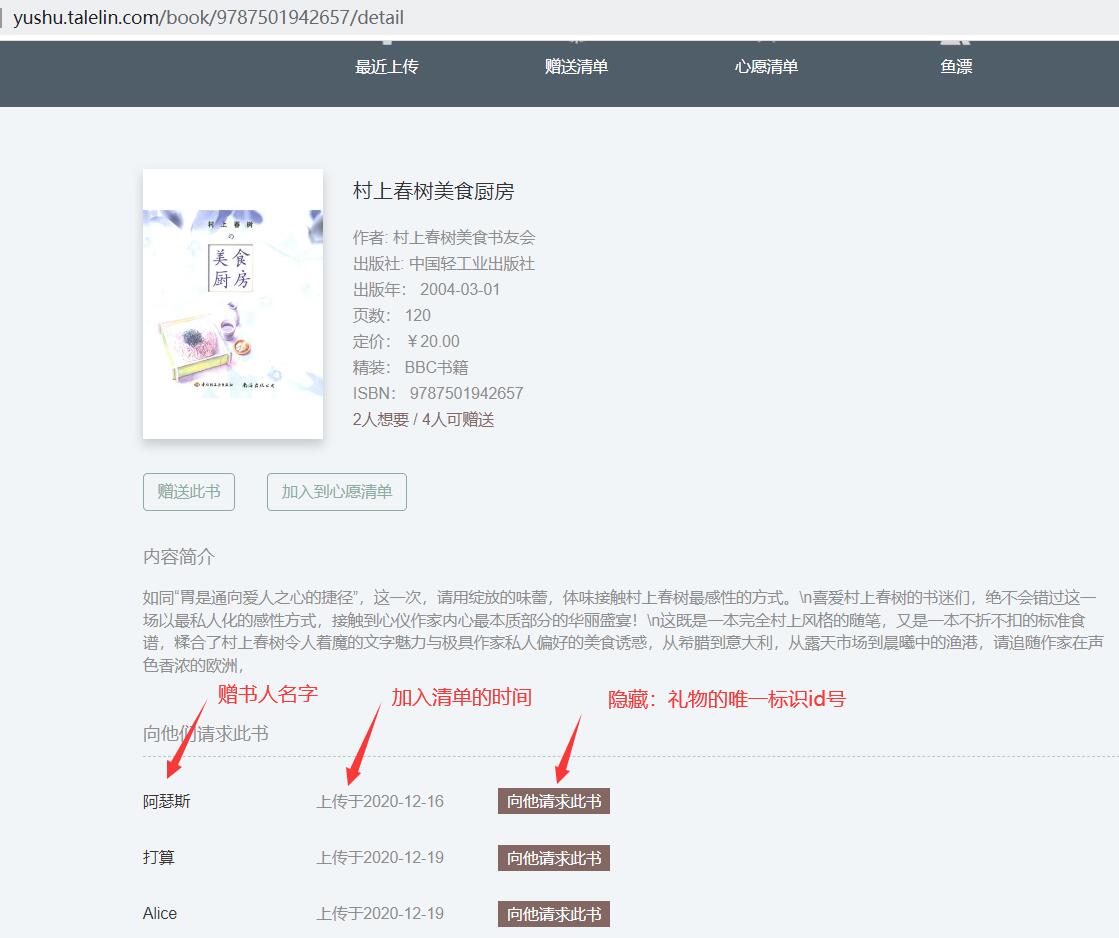 yushu.talelin.com/book/9787501942657/detail
最近上传 赠送清单 心愿清单 鱼漂
村上春树
の
美食
厨房
村上春树美食厨房
作者: 村上春树美食书友会
出版社: 中国轻工业出版社
出版年： 2004-03-01
页数： 120
定价： ￥20.00
精装： BBC书籍
ISBN： 9787501942657
2人想要 / 4人可赠送
赠送此书 加入到心愿清单
内容简介
如同“胃是通向爱人之心的捷径”，这一次，请用绽放的味蕾，体味接触村上春树最感性的方式。\n喜爱村上春树的书迷们，绝不会错过这一
场以最私人化的感性方式，接触到心仪作家内心最本质部分的华丽盛宴！\n这既是一本完全村上风格的随笔，又是一本不折不扣的标准食
谱，糅合了村上春树令人着魔的文字魅力与极具作家私人偏好的美食诱惑，从希腊到意大利，从露天市场到晨曦中的渔港，请追随作家在声
色香浓的欧洲，
赠书人名字 加入清单的时间 隐藏：礼物的唯一标识id号
向他们请求此书
阿瑟斯 上传于2020-12-16 向他请求此书
打算 上传于2020-12-19 向他请求此书
Alice 上传于2020-12-19 向他请求此书